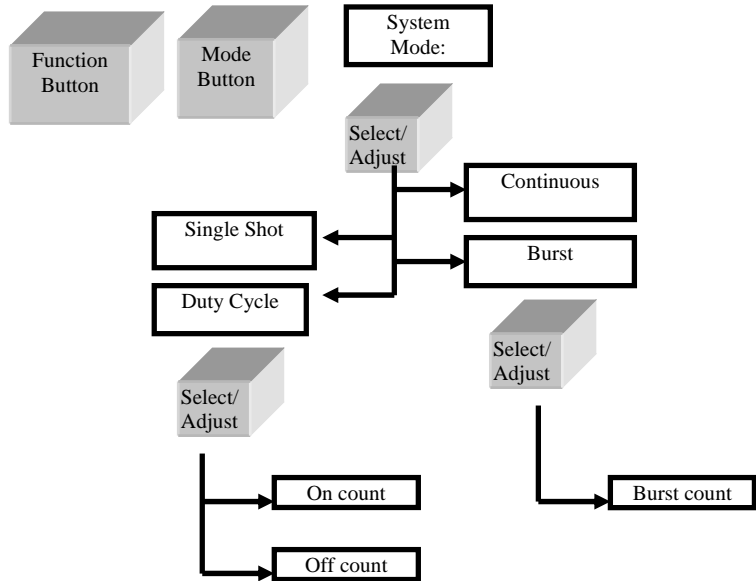 Function
Button
Mode
Button
System
Mode:
Select/
Adjust
Continuous
Single Shot
Burst
Duty Cycle
Select/
Adjust
Select/
Adjust
On count
Burst count
Off count